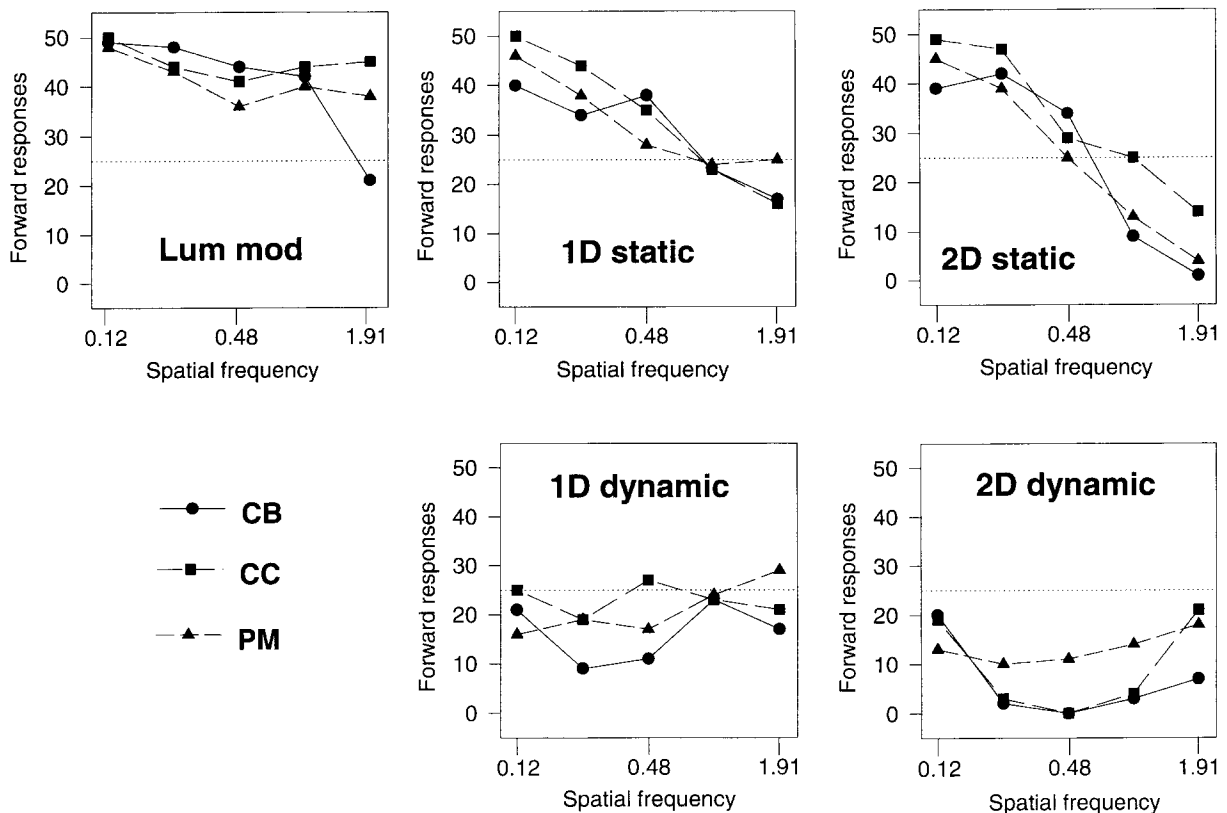 Forward responses
50
40
30
20
10
0
Lum mod
0.12 0.48 1.91
Spatial frequency
Forward responses
50
40
30
20
10
0
1D static
0.12 0.48 1.91
Spatial frequency
Forward responses
50
40
30
20
10
0
2D static
0.12 0.48 1.91
Spatial frequency
CB
CC
PM
Forward responses
50
40
30
20
10
0
1D dynamic
0.12 0.48 1.91
Spatial frequency
Forward responses
50
40
30
20
10
0
2D dynamic
0.12 0.48 1.91
Spatial frequency